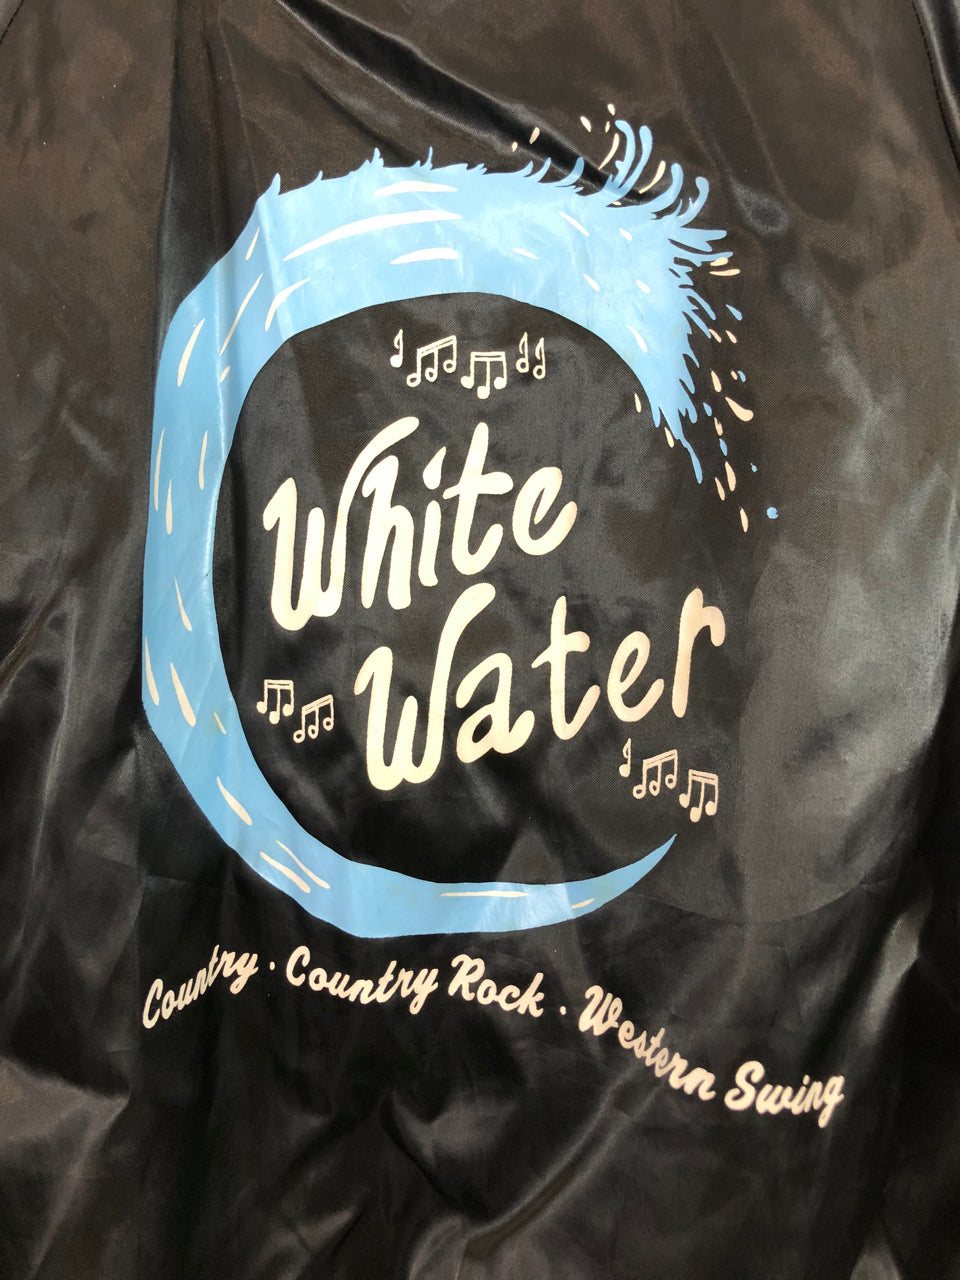 White
Water
Country · Country Rock · Western Swing